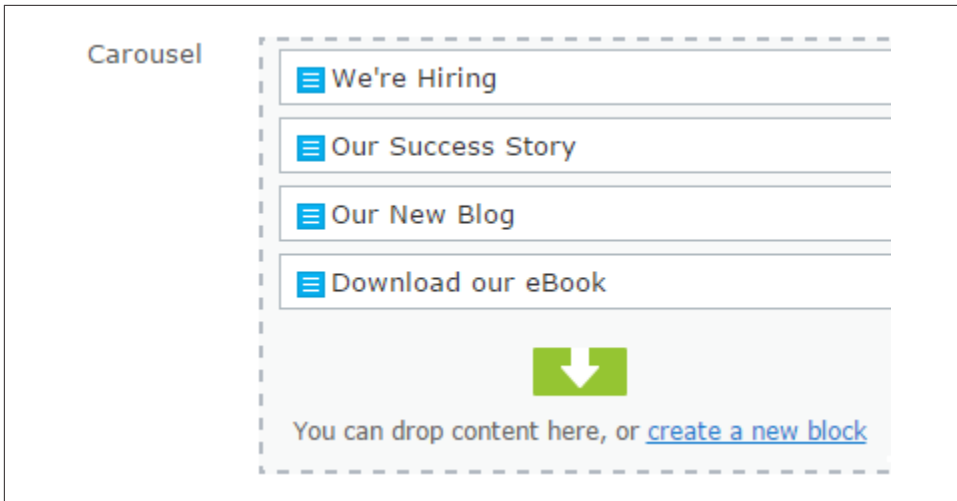 Carousel
We're Hiring
Our Success Story
Our New Blog
Download our eBook
You can drop content here, or create a new block